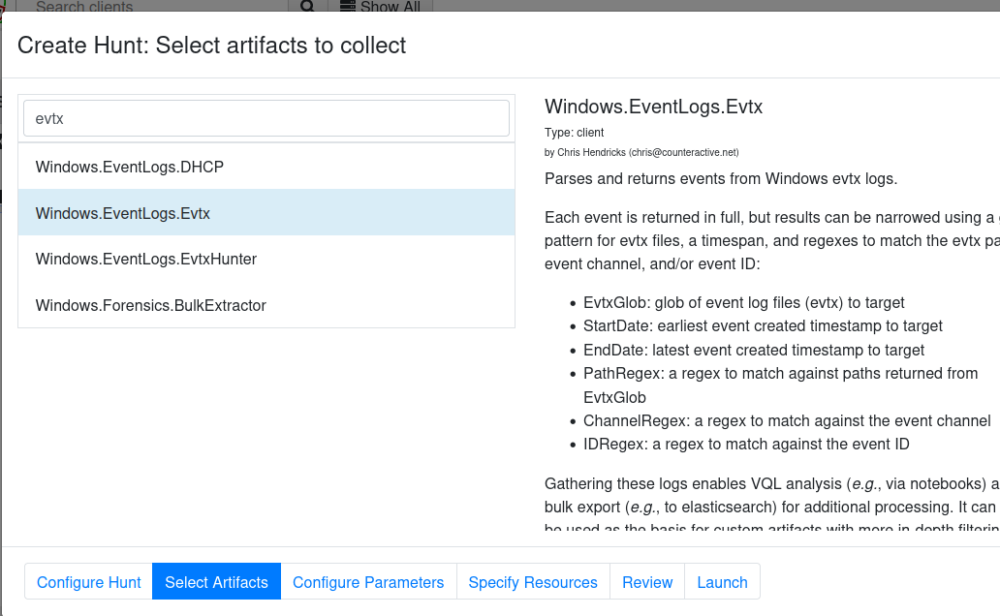 Search clients
Show All
Create Hunt: Select artifacts to collect
evtx
Windows.EventLogs.DHCP
Windows.EventLogs.Evtx
Windows.EventLogs.EvtxHunter
Windows.Forensics.BulkExtractor
Windows.EventLogs.Evtx
Type: client
by Chris Hendricks (chris@counteractive.net)
Parses and returns events from Windows evtx logs.
Each event is returned in full, but results can be narrowed using a
pattern for evtx files, a timespan, and regexes to match the evtx pa
event channel, and/or event ID:
• EvtxGlob: glob of event log files (evtx) to target
• StartDate: earliest event created timestamp to target
• EndDate: latest event created timestamp to target
• PathRegex: a regex to match against paths returned from
EvtxGlob
• ChannelRegex: a regex to match against the event channel
• IDRegex: a regex to match against the event ID
Gathering these logs enables VQL analysis (e.g., via notebooks) a
bulk export (e.g., to elasticsearch) for additional processing. It can
be used as the basis for custom artifacts with more in-depth filterin
Configure Hunt
Select Artifacts
Configure Parameters
Specify Resources
Review
Launch